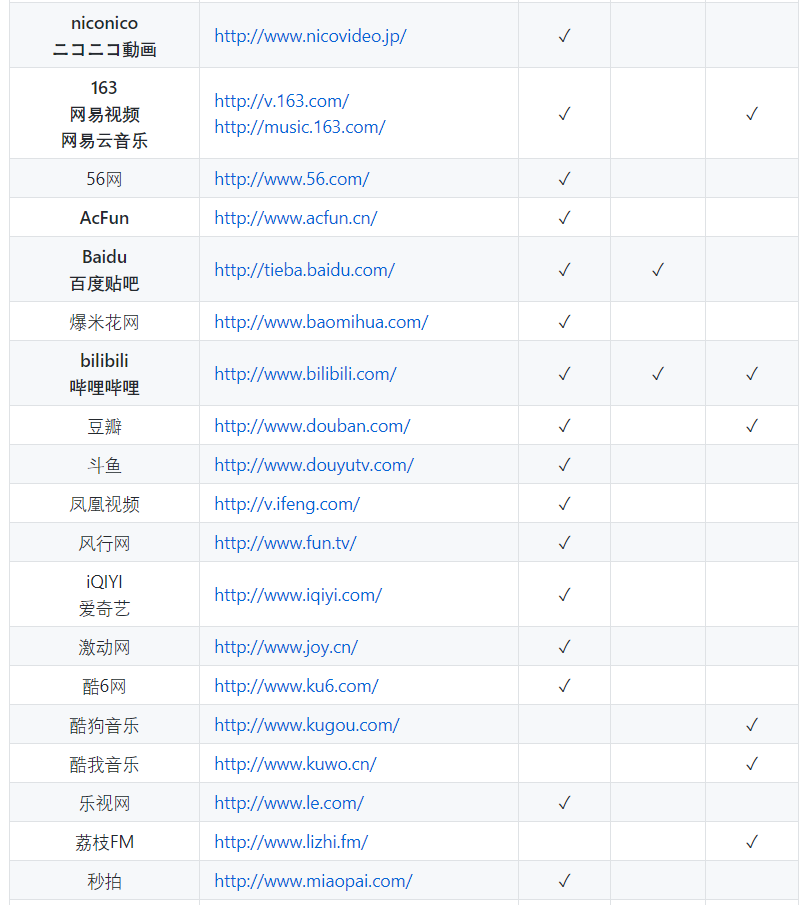 niconico
ニコニコ動画
http://www.nicovideo.jp/ ✓
163
网易视频
网易云音乐
http://v.163.com/
http://music.163.com/ ✓ ✓
56网 http://www.56.com/ ✓
AcFun http://www.acfun.cn/ ✓
Baidu
百度贴吧
http://tieba.baidu.com/ ✓ ✓
爆米花网 http://www.baomihua.com/ ✓
bilibili
哔哩哔哩
http://www.bilibili.com/ ✓ ✓ ✓
豆瓣 http://www.douban.com/ ✓ ✓
斗鱼 http://www.douyutv.com/ ✓
凤凰视频 http://v.ifeng.com/ ✓
风行网 http://www.fun.tv/ ✓
iQIYI
爱奇艺
http://www.iqiyi.com/ ✓
激动网 http://www.joy.cn/ ✓
酷6网 http://www.ku6.com/ ✓
酷狗音乐 http://www.kugou.com/ ✓
酷我音乐 http://www.kuwo.cn/ ✓
乐视网 http://www.le.com/ ✓
荔枝FM http://www.lizhi.fm/ ✓
秒拍 http://www.miaopai.com/ ✓